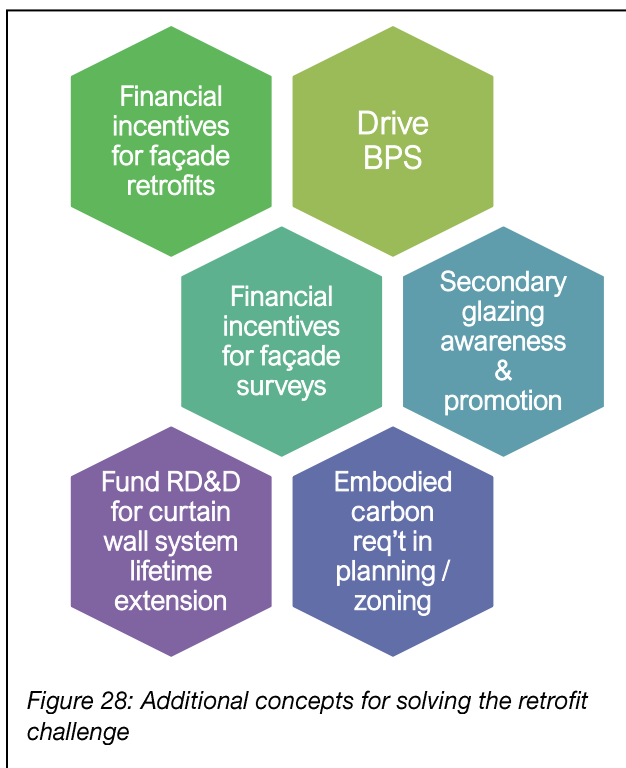 Financial
incentives
for façade
retrofits
Drive
BPS
Financial
incentives
for façade
surveys
Secondary
glazing
awareness
&
promotion
Fund RD&D
for curtain
wall system
lifetime
extension
Embodied
carbon
req't in
planning /
zoning
Figure 28: Additional concepts for solving the retrofit
challenge